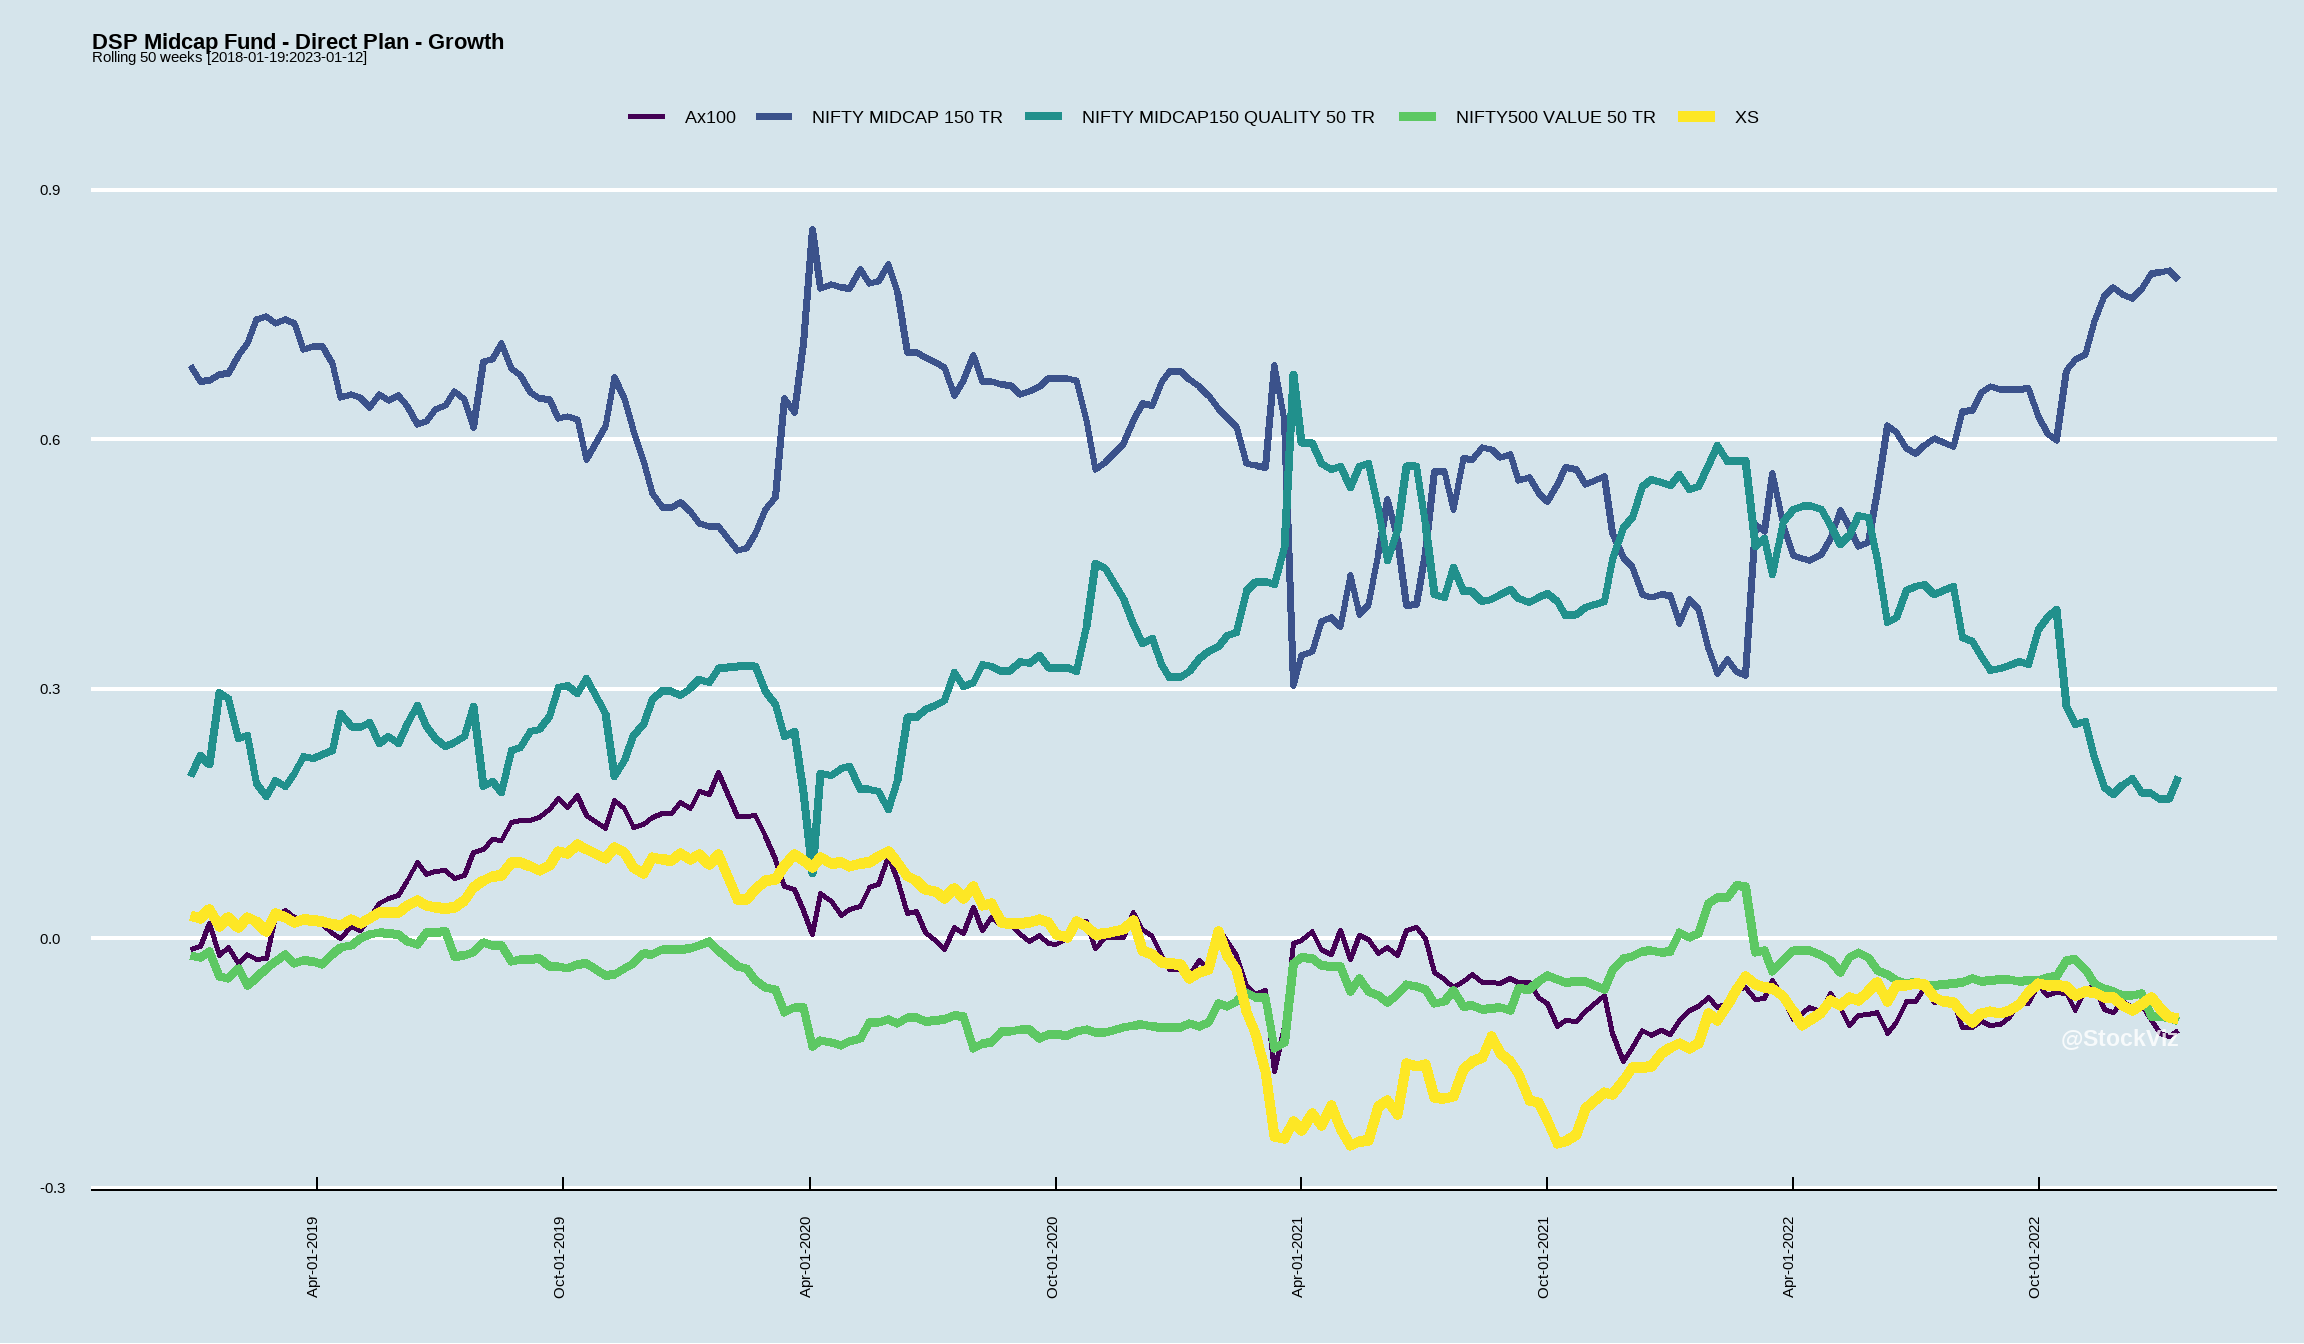 DSP Midcap Fund - Direct Plan - Growth
Rolling 50 weeks [2018-01-19:2023-01-12]
Ax100 NIFTY MIDCAP 150 TR NIFTY MIDCAP150 QUALITY 50 TR NIFTY500 VALUE 50 TR XS
0.9
0.6
0.3
0.0
-0.3
@StockViz
Apr-01-2019 Oct-01-2019 Apr-01-2020 Oct-01-2020 Apr-01-2021 Oct-01-2021 Apr-01-2022 Oct-01-2022